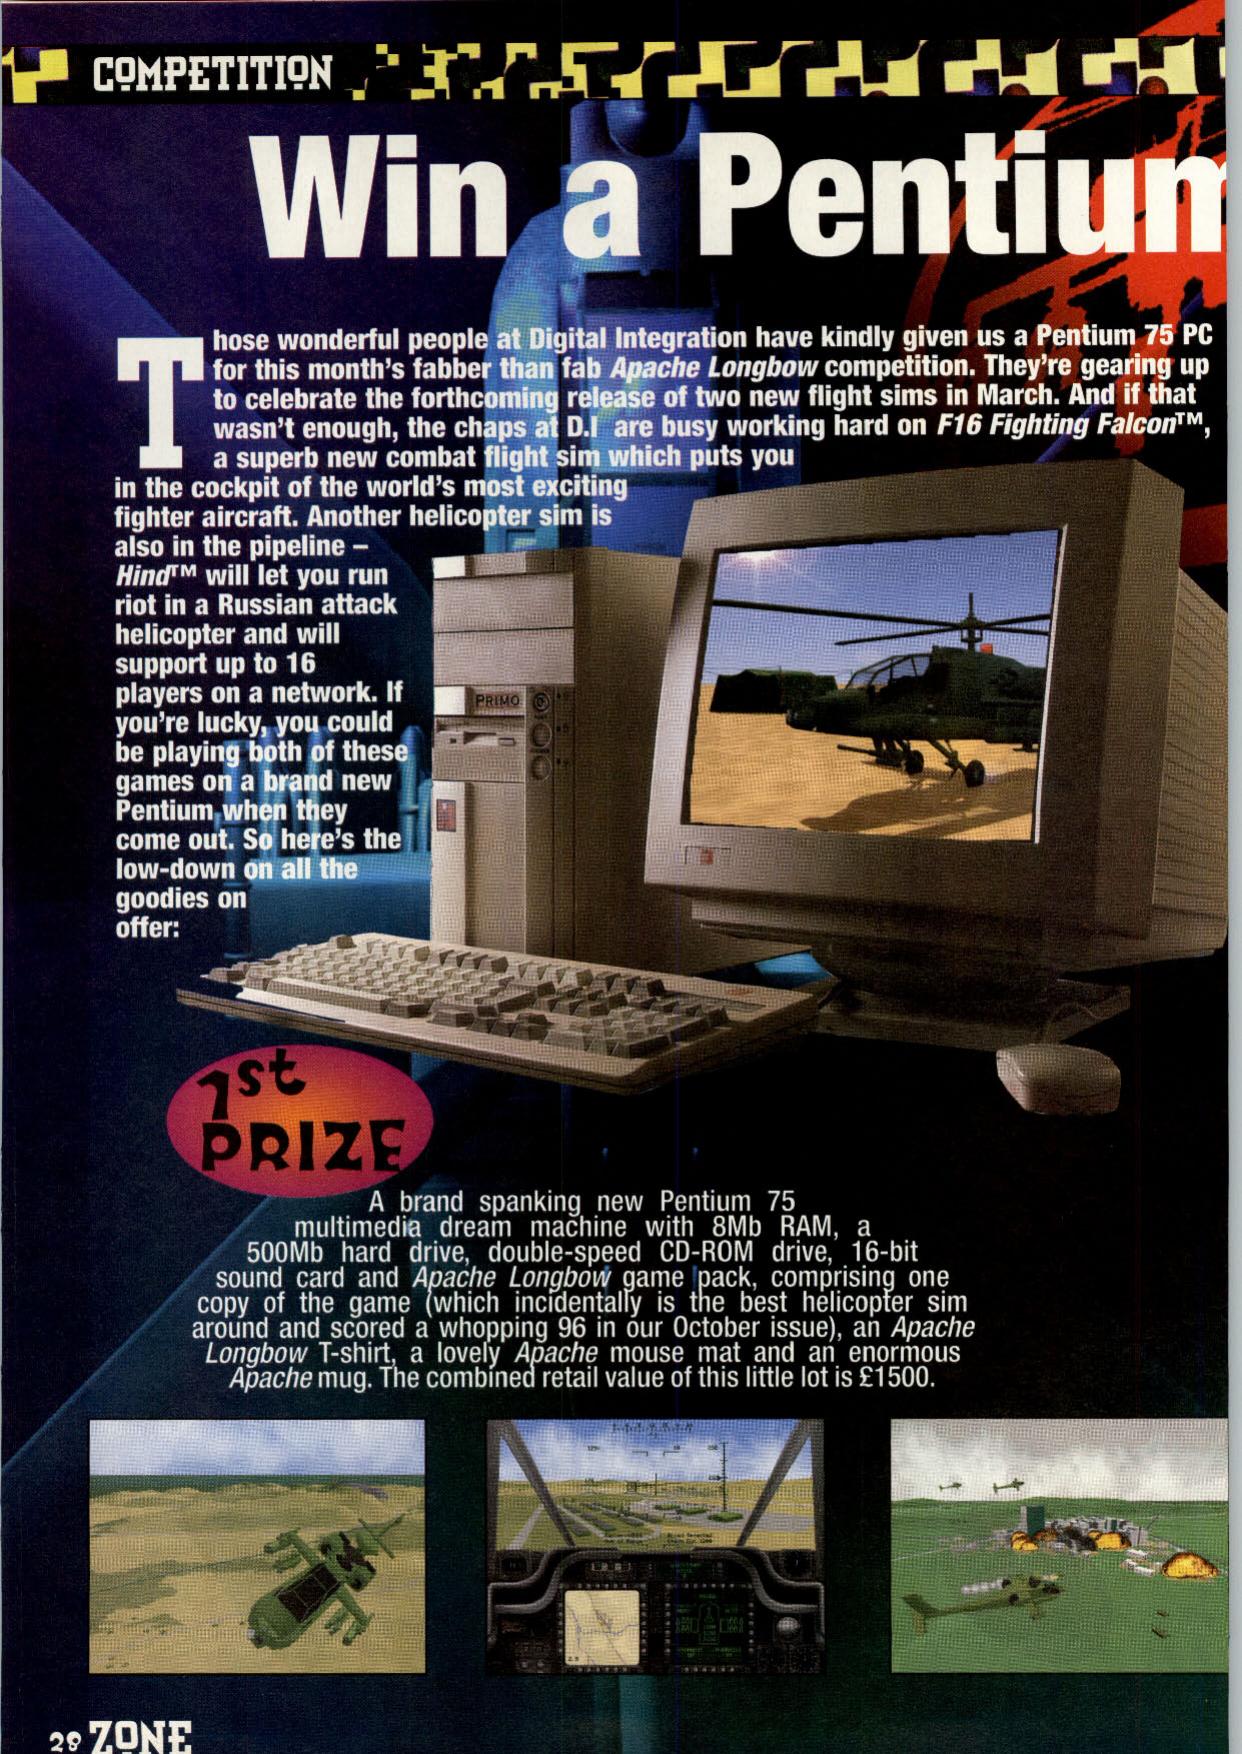 COMPETITION
Win a Pentium
Those wonderful people at Digital Integration have kindly given us a Pentium 75 PC
for this month's fabber than fab Apache Longbow competition. They're gearing up
to celebrate the forthcoming release of two new flight sims in March. And if that
wasn't enough, the chaps at D.I are busy working hard on F16 Fighting Falcon™,
a superb new combat flight sim which puts you
in the cockpit of the world's most exciting
fighter aircraft. Another helicopter sim is
also in the pipeline –
Hind™ will let you run
riot in a Russian attack
helicopter and will
support up to 16
players on a network. If
you're lucky, you could
be playing both of these
games on a brand new
Pentium when they
come out. So here's the
low-down on all the
goodies on
offer:
PRIMO
1st
PRIZE
A brand spanking new Pentium 75
multimedia dream machine with 8Mb RAM, a
500Mb hard drive, double-speed CD-ROM drive, 16-bit
sound card and Apache Longbow game pack, comprising one
copy of the game (which incidentally is the best helicopter sim
around and scored a whopping 96 in our October issue), an Apache
Longbow T-shirt, a lovely Apache mouse mat and an enormous
Apache mug. The combined retail value of this little lot is £1500.
28 ZONE